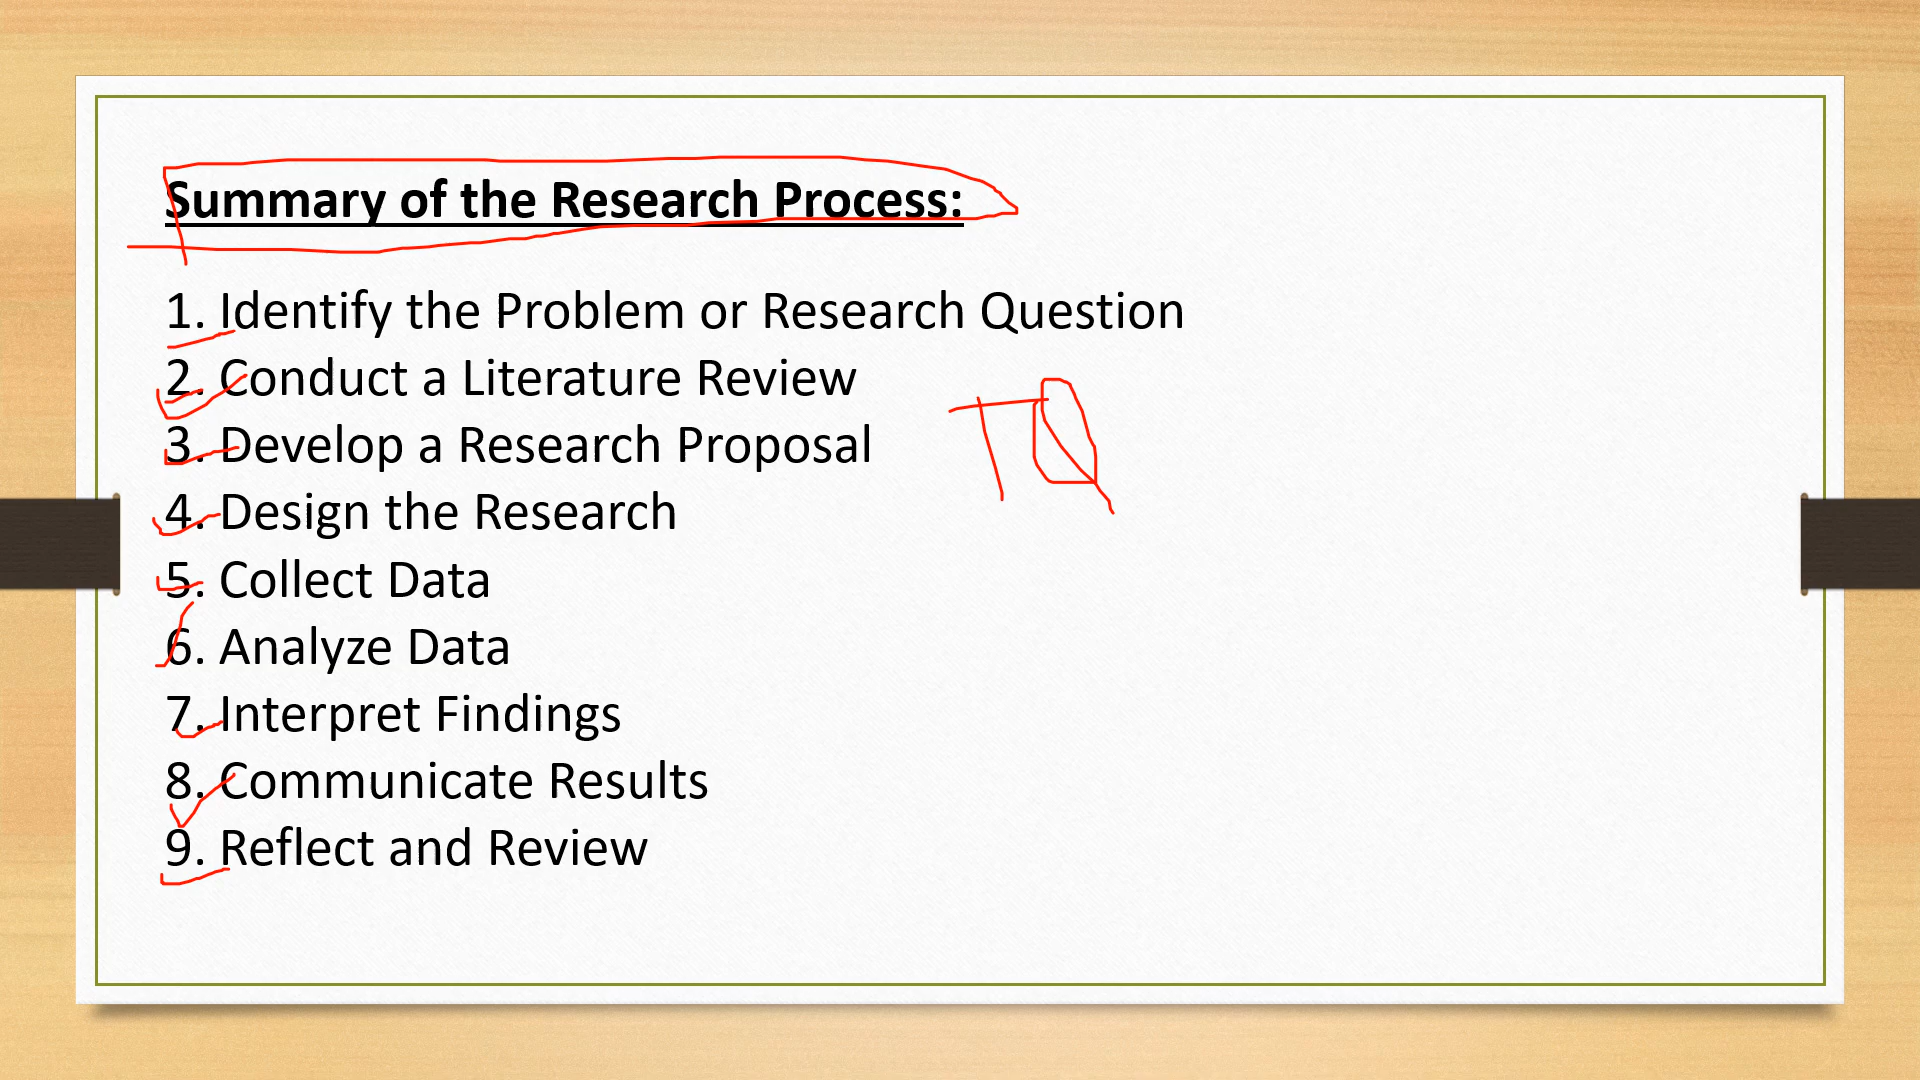 Summary of the Research Process:
1. Identify the Problem or Research Question
2. Conduct a Literature Review
3. Develop a Research Proposal
TQ
4. Design the Research
5. Collect Data
6. Analyze Data
7. Interpret Findings
8. Communicate Results
9. Reflect and Review